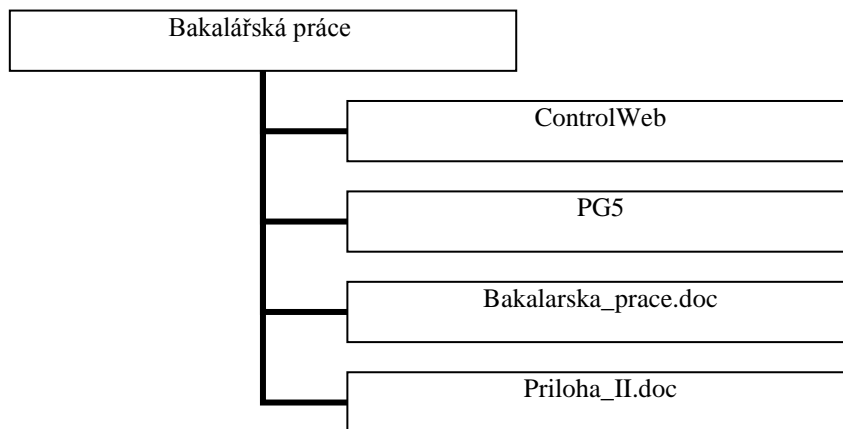 Bakalářská práce
ControlWeb
PG5
Bakalarska_prace.doc
Priloha_II.doc